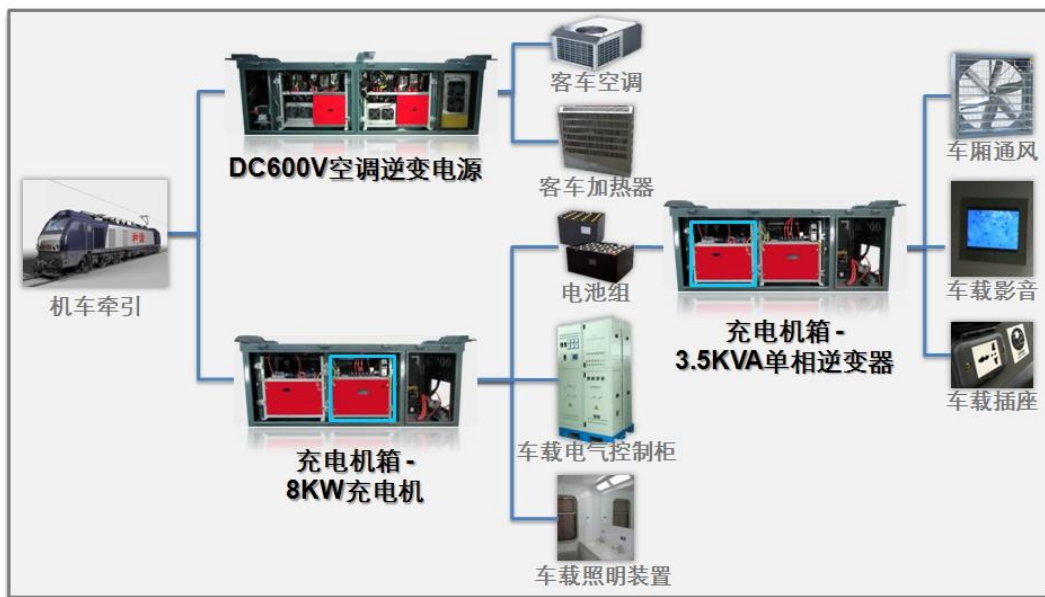 客车空调
DC600V空调逆变电源
客车加热器
机车牵引
电池组
充电机箱-
8KW充电机
车载电气控制柜
车载照明装置
充电机箱-
3.5KVA单相逆变器
车厢通风
车载影音
车载插座